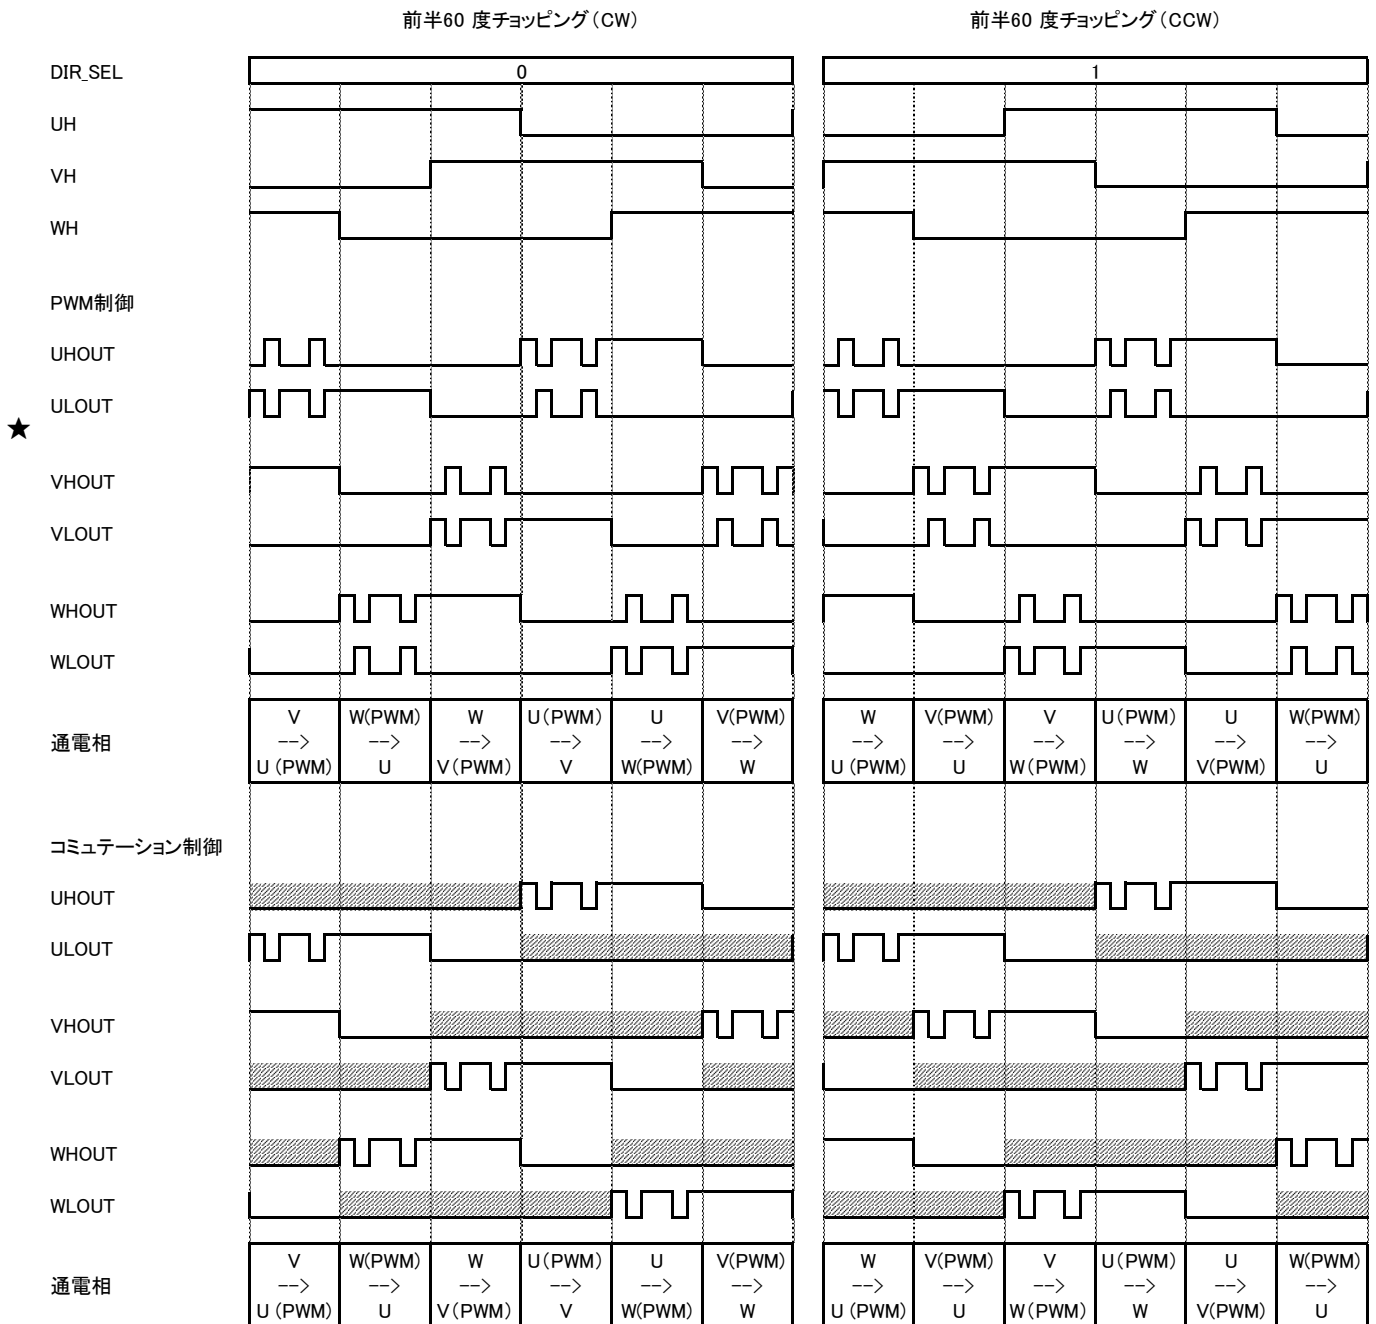 前半60 度チョッピング（CW） 前半60 度チョッピング（CCW）
DIR_SEL 0 1
UH
VH
WH
PWM制御
UHOUT
ULOUT
★
VHOUT
VLOUT
WHOUT
WLOUT
V W(PWM) W U(PWM) U V(PWM) W V(PWM) V U(PWM) U W(PWM)
通電相 --> --> --> --> --> --> --> --> --> --> --> -->
U (PWM) U V(PWM) V W(PWM) W U (PWM) U W(PWM) W V(PWM) U
コミュテーション制御
UHOUT
ULOUT
VHOUT
VLOUT
WHOUT
WLOUT
V W(PWM) W U(PWM) U V(PWM) W V(PWM) V U(PWM) U W(PWM)
通電相 --> --> --> --> --> --> --> --> --> --> --> -->
U (PWM) U V(PWM) V W(PWM) W U (PWM) U W(PWM) W V(PWM) U